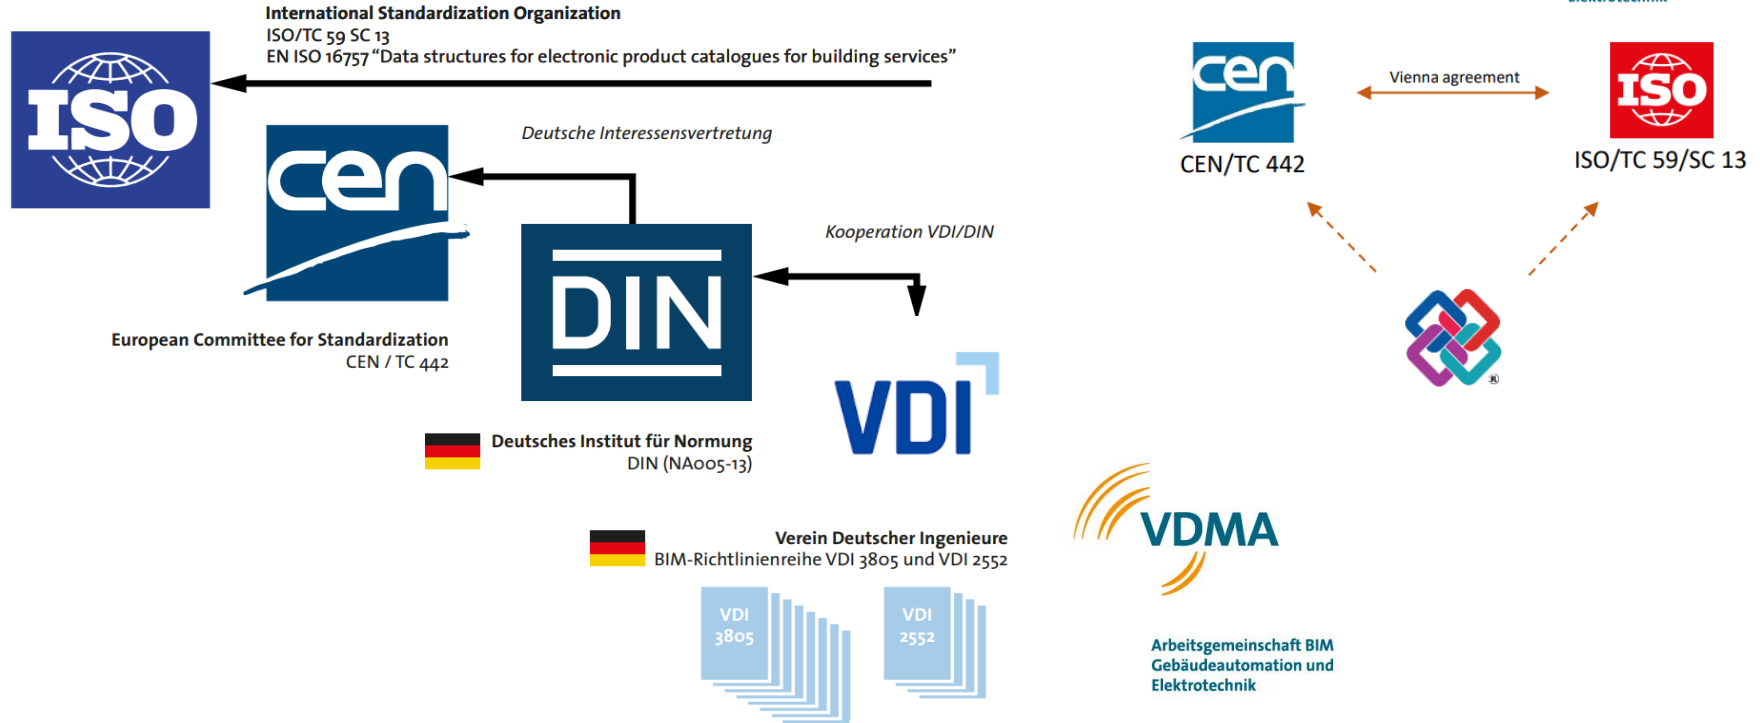 International Standardization Organization
ISO/TC 59 SC 13
EN ISO 16757 “Data structures for electronic product catalogues for building services”
ISO
Deutsche Interessensvertretung
cen
European Committee for Standardization
CEN / TC 442
DIN
Kooperation VDI/DIN
Deutsches Institut für Normung
DIN (NA005-13)
VDI
Verein Deutscher Ingenieure
BIM-Richtlinienreihe VDI 3805 und VDI 2552
VDI
3805
VDI
2552
Elektrotechnik
cen
Vienna agreement
ISO
CEN/TC 442
ISO/TC 59/SC 13
®
VDMA
Arbeitsgemeinschaft BIM
Gebäudeautomation und
Elektrotechnik